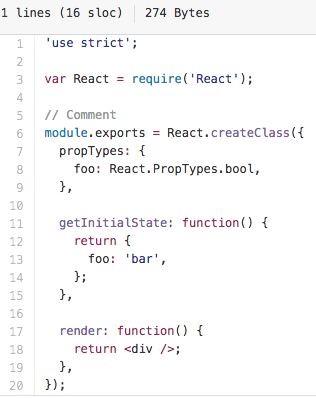 1 lines (16 sloc) 274 Bytes
1 'use strict';
2
3 var React = require('React');
4
5 // Comment
6 module.exports = React.createClass({
7   propTypes: {
8     foo: React.PropTypes.bool,
9   },
10
11   getInitialState: function() {
12     return {
13       foo: 'bar',
14     };
15   },
16
17   render: function() {
18     return <div />;
19   },
20 });